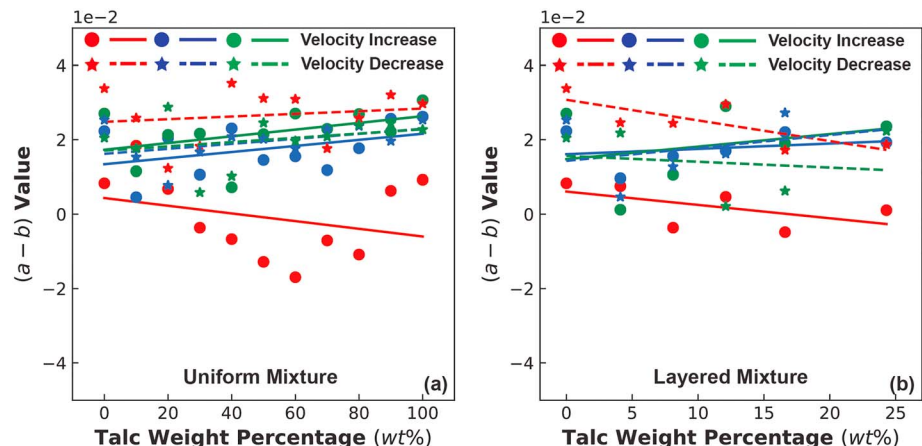 1e−2
4
2
0
−2
−4
(a − b) Value
Velocity Increase
Velocity Decrease
Uniform Mixture
(a)
0 20 40 60 80 100
Talc Weight Percentage (wt%)
1e−2
4
2
0
−2
−4
(a − b) Value
Velocity Increase
Velocity Decrease
Layered Mixture
(b)
0 5 10 15 20 25
Talc Weight Percentage (wt%)